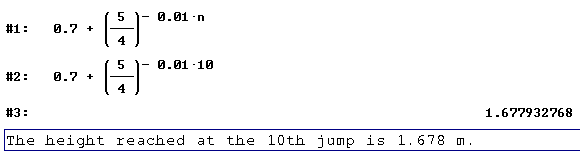 #1: 0.7 + (5/4)^(- 0.01·n)
#2: 0.7 + (5/4)^(- 0.01·10)
#3: 1.677932768
The height reached at the 10th jump is 1.678 m.